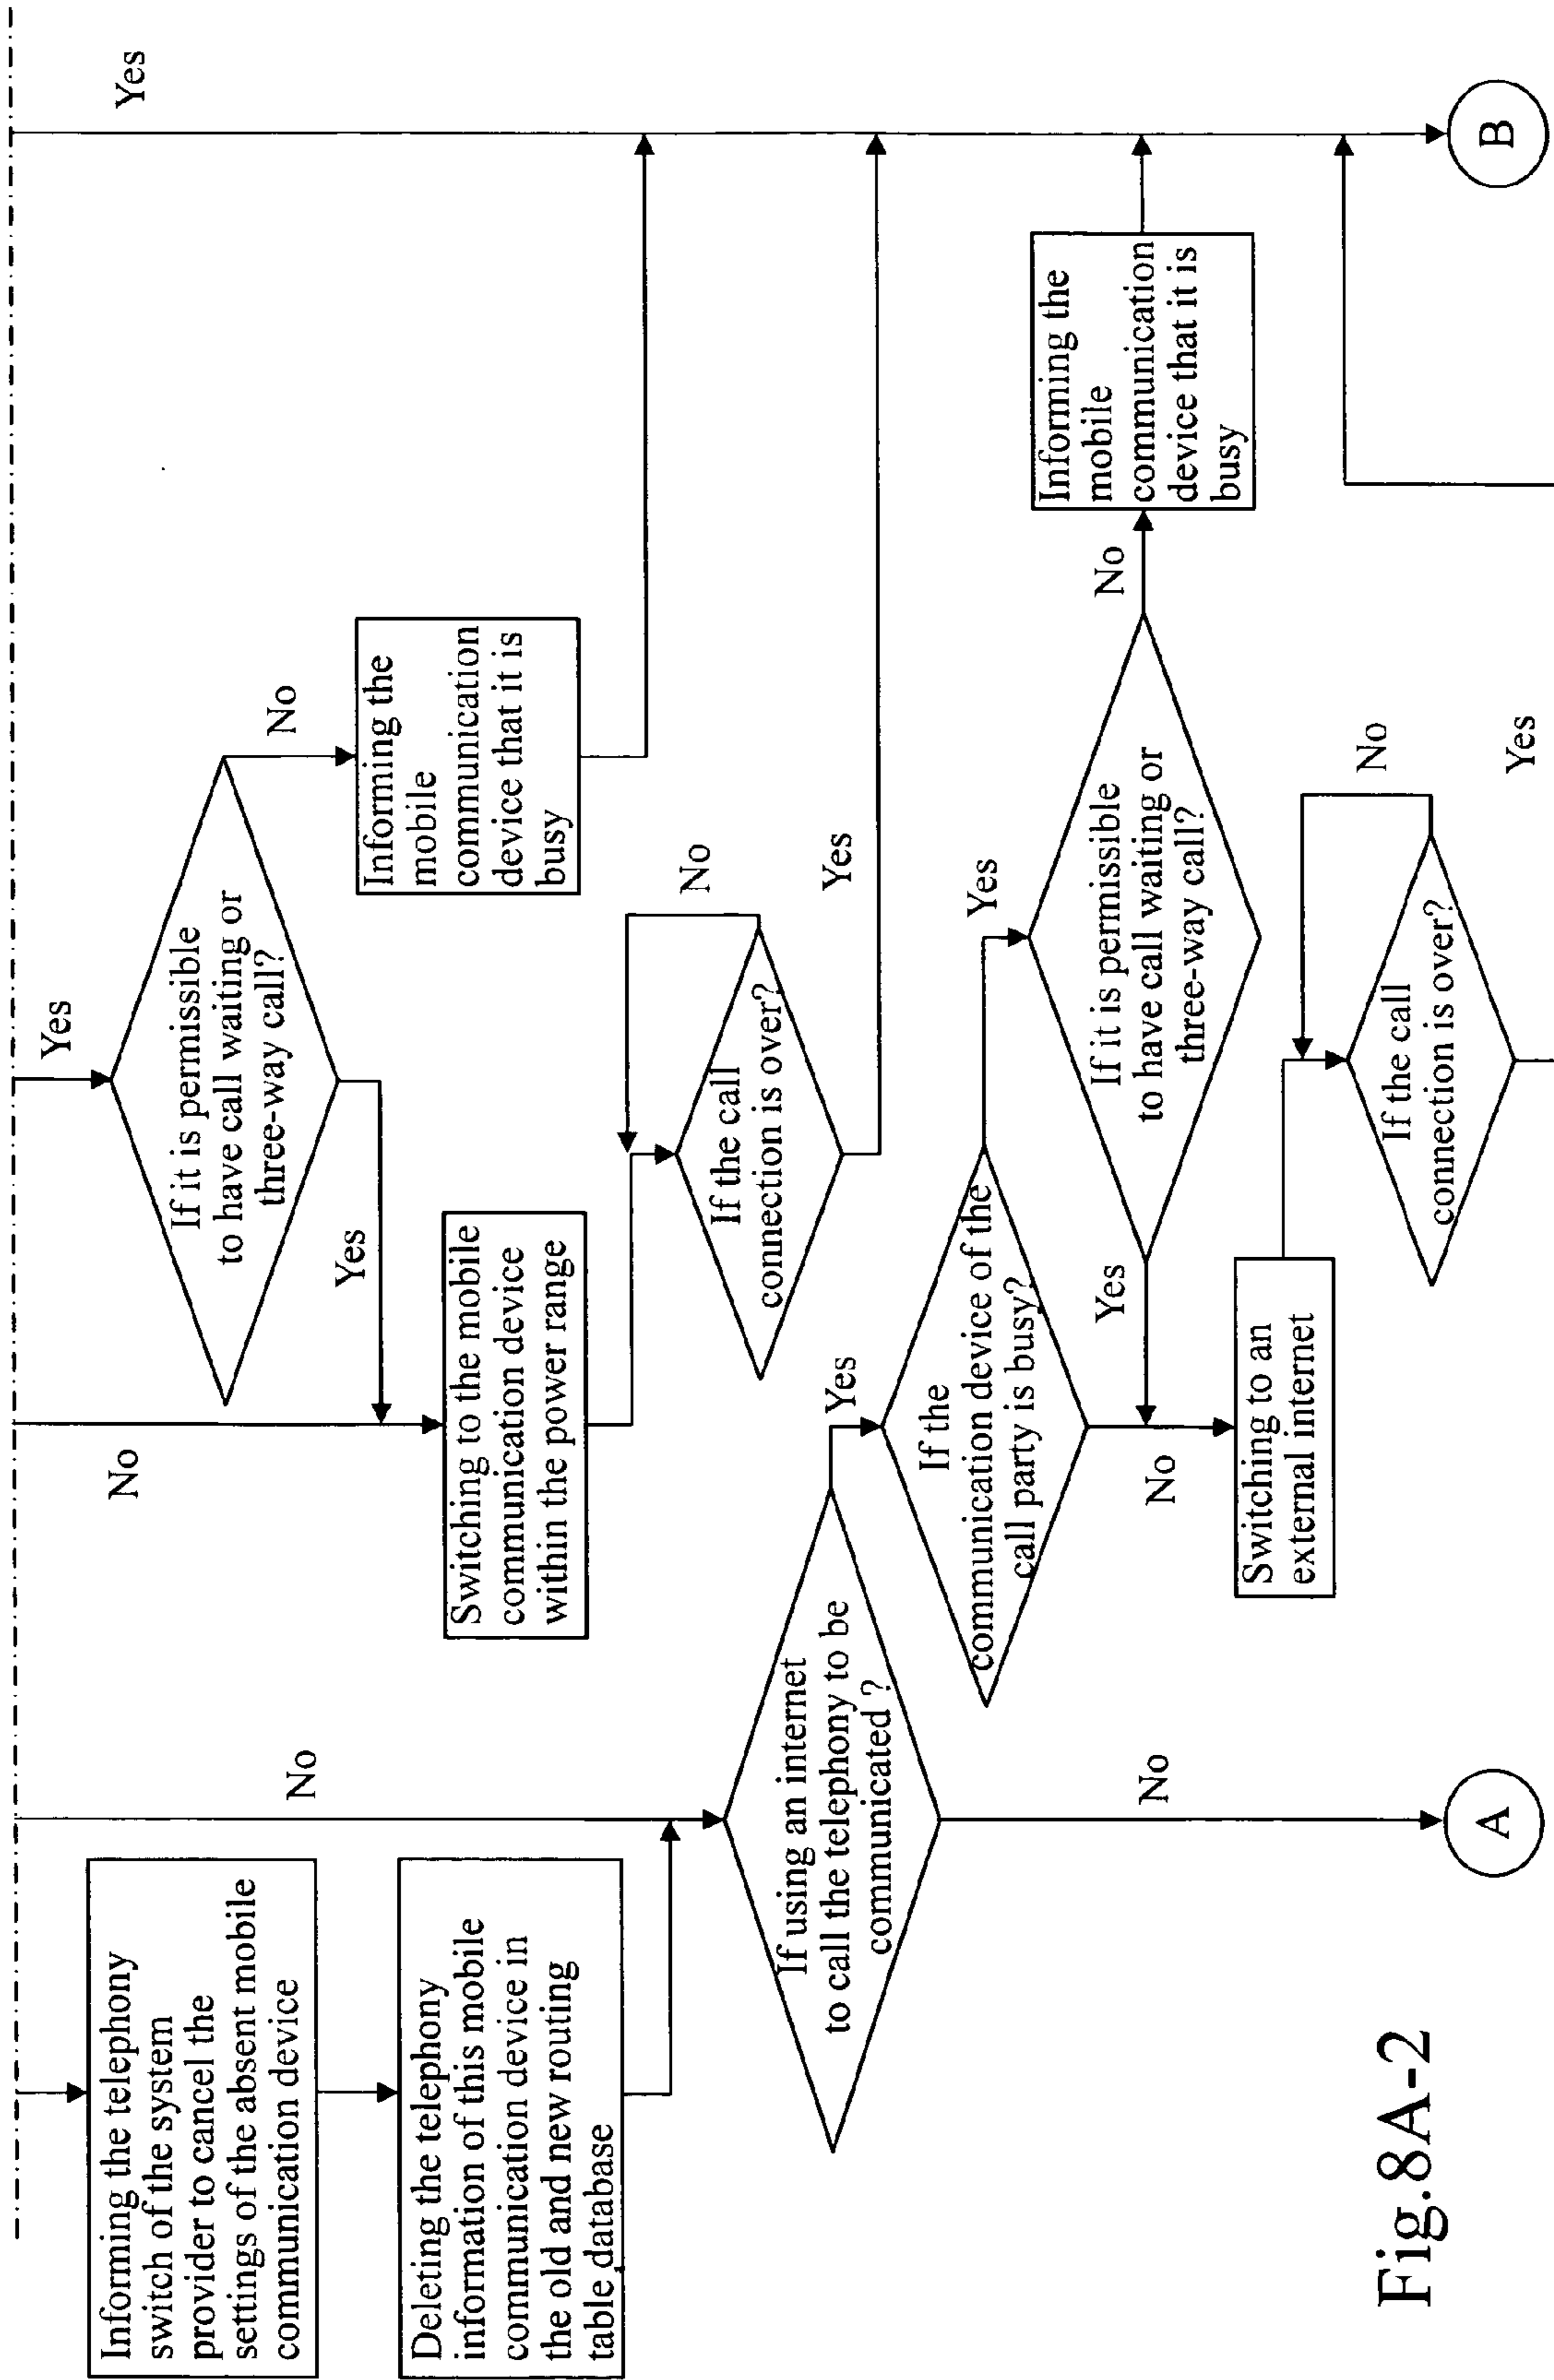 Informing the telephony
switch of the system
provider to cancel the
settings of the absent mobile
communication device
Deleting the telephony
information of this mobile
communication device in
the old and new routing
table database
No
If using an internet
to call the telephony to be
communicated ?
No
A
Yes
No
Yes
If it is permissible
to have call waiting or
three-way call?
Yes
No
Informing the
mobile
communication
device that it is
busy
Switching to the mobile
communication device
within the power range
If the call
connection is over?
No
Yes
If the
communication device of the
call party is busy?
Yes
No
If it is permissible
to have call waiting or
three-way call?
Yes
No
Informing the
mobile
communication
device that it is
busy
Switching to an
external internet
If the call
connection is over?
No
Yes
Yes
B
Fig.8A-2